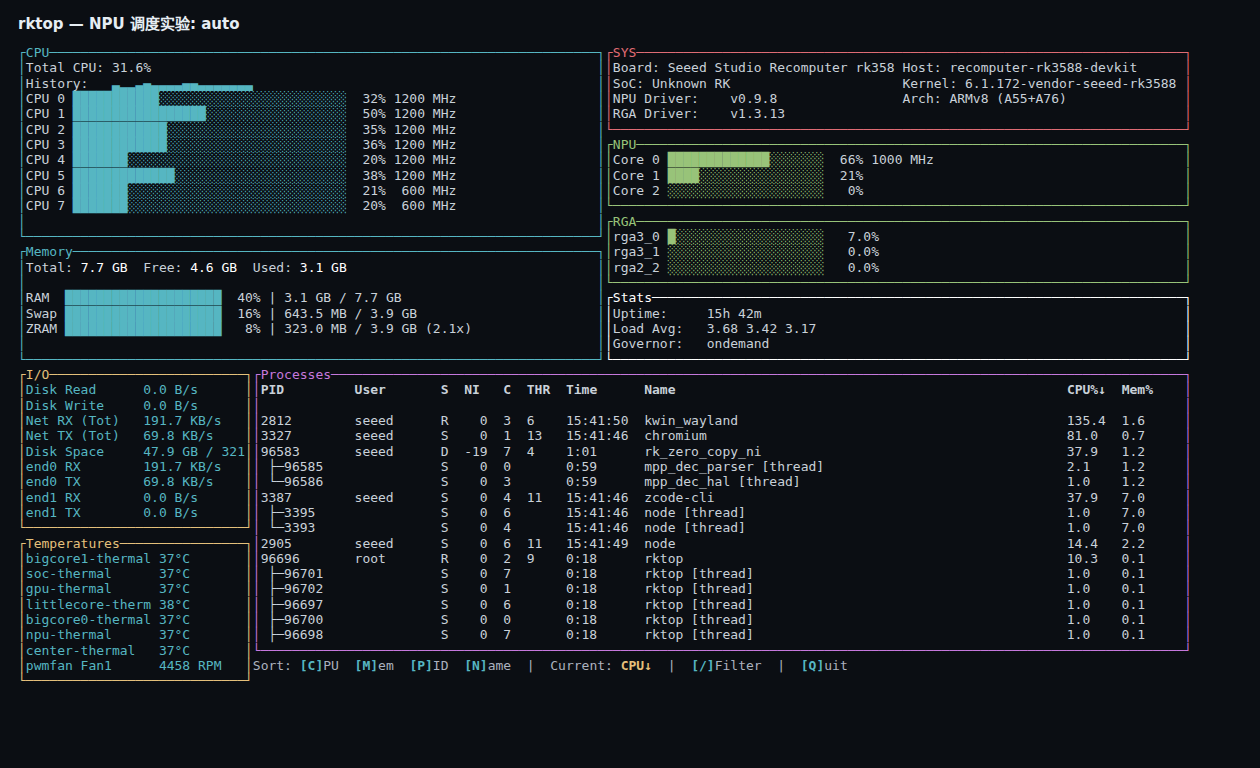 rktop — NPU 调度实验: auto
CPU
Total CPU: 31.6%
History:
CPU 0 32% 1200 MHz
CPU 1 50% 1200 MHz
CPU 2 35% 1200 MHz
CPU 3 36% 1200 MHz
CPU 4 20% 1200 MHz
CPU 5 38% 1200 MHz
CPU 6 21% 600 MHz
CPU 7 20% 600 MHz
SYS
Board: Seeed Studio Recomputer rk358 Host: recomputer-rk3588-devkit
SoC: Unknown RK Kernel: 6.1.172-vendor-seeed-rk3588
NPU Driver: v0.9.8 Arch: ARMv8 (A55+A76)
RGA Driver: v1.3.13
NPU
Core 0 66% 1000 MHz
Core 1 21%
Core 2 0%
RGA
rga3_0 7.0%
rga3_1 0.0%
rga2_2 0.0%
Memory
Total: 7.7 GB Free: 4.6 GB Used: 3.1 GB
RAM 40% | 3.1 GB / 7.7 GB
Swap 16% | 643.5 MB / 3.9 GB
ZRAM 8% | 323.0 MB / 3.9 GB (2.1x)
Stats
Uptime: 15h 42m
Load Avg: 3.68 3.42 3.17
Governor: ondemand
I/O
Disk Read 0.0 B/s
Disk Write 0.0 B/s
Net RX (Tot) 191.7 KB/s
Net TX (Tot) 69.8 KB/s
Disk Space 47.9 GB / 321
end0 RX 191.7 KB/s
end0 TX 69.8 KB/s
end1 RX 0.0 B/s
end1 TX 0.0 B/s
Temperatures
bigcore1-thermal 37°C
soc-thermal 37°C
gpu-thermal 37°C
littlecore-therm 38°C
bigcore0-thermal 37°C
npu-thermal 37°C
center-thermal 37°C
pwmfan Fan1 4458 RPM
Processes
PID User S NI C THR Time Name CPU%↓ Mem%
2812 seeed R 0 3 6 15:41:50 kwin_wayland 135.4 1.6
3327 seeed S 0 1 13 15:41:46 chromium 81.0 0.7
96583 seeed D -19 7 4 1:01 rk_zero_copy_ni 37.9 1.2
├─96585 S 0 0 0:59 mpp_dec_parser [thread] 2.1 1.2
└─96586 S 0 3 0:59 mpp_dec_hal [thread] 1.0 1.2
3387 seeed S 0 4 11 15:41:46 zcode-cli 37.9 7.0
├─3395 S 0 6 15:41:46 node [thread] 1.0 7.0
└─3393 S 0 4 15:41:46 node [thread] 1.0 7.0
2905 seeed S 0 6 11 15:41:49 node 14.4 2.2
96696 root R 0 2 9 0:18 rktop 10.3 0.1
├─96701 S 0 7 0:18 rktop [thread] 1.0 0.1
├─96702 S 0 1 0:18 rktop [thread] 1.0 0.1
├─96697 S 0 6 0:18 rktop [thread] 1.0 0.1
├─96700 S 0 0 0:18 rktop [thread] 1.0 0.1
├─96698 S 0 7 0:18 rktop [thread] 1.0 0.1
Sort: [C]PU [M]em [P]ID [N]ame | Current: CPU↓ | [/]Filter | [Q]uit